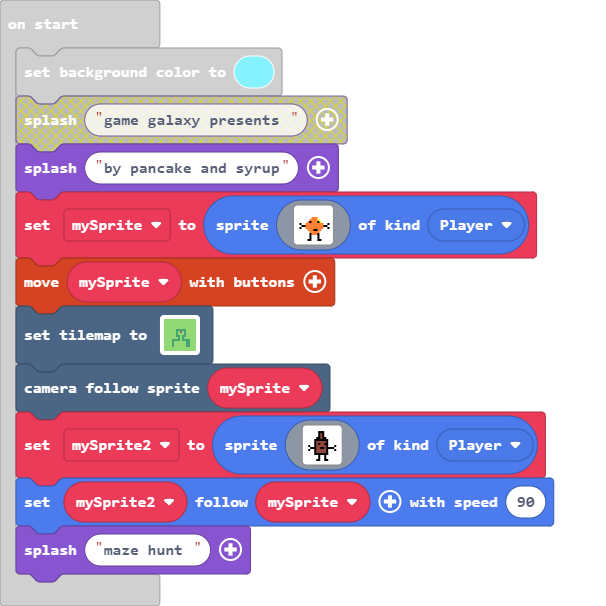 on start
set background color to
splash "game galaxy presents "
splash "by pancake and syrup"
set mySprite to sprite of kind Player
move mySprite with buttons
set tilemap to
camera follow sprite mySprite
set mySprite2 to sprite of kind Player
set mySprite2 follow mySprite with speed 90
splash "maze hunt "